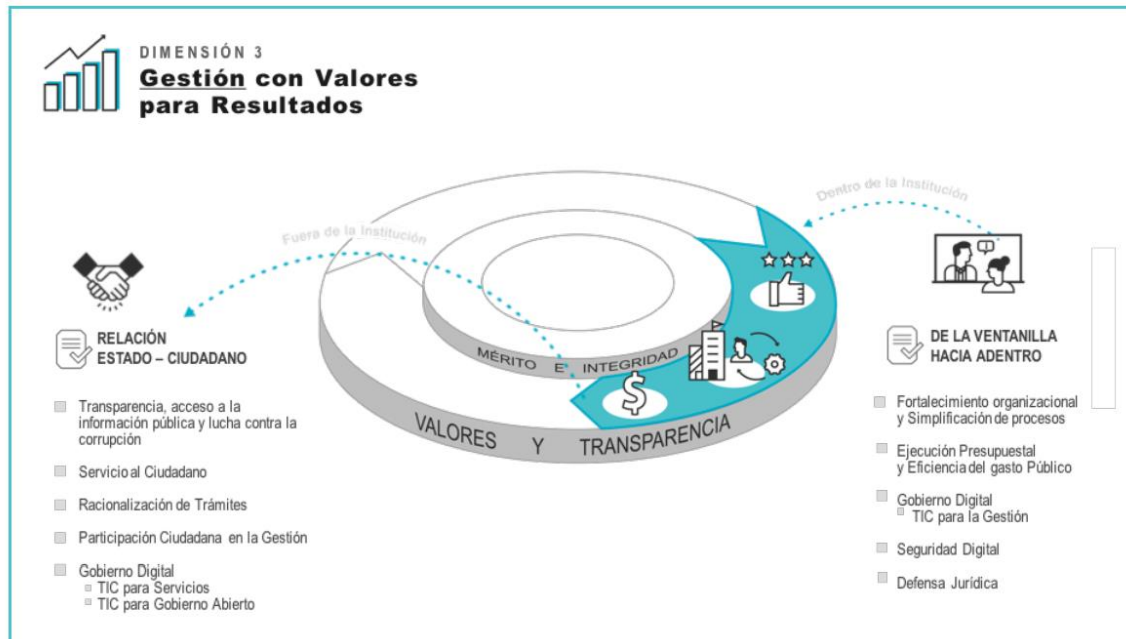 DIMENSIÓN 3
Gestión con Valores
para Resultados
Dentro de la Institución
Fuera de la Institución
RELACIÓN
ESTADO – CIUDADANO
Transparencia, acceso a la
información pública y lucha contra la
corrupción
Servicio al Ciudadano
Racionalización de Trámites
Participación Ciudadana en la Gestión
Gobierno Digital
TIC para Servicios
TIC para Gobierno Abierto
MÉRITO E INTEGRIDAD
VALORES Y TRANSPARENCIA
$
DE LA VENTANILLA
HACIA ADENTRO
Fortalecimiento organizacional
y Simplificación de procesos
Ejecución Presupuestal
y Eficiencia del gasto Público
Gobierno Digital
TIC para la Gestión
Seguridad Digital
Defensa Jurídica